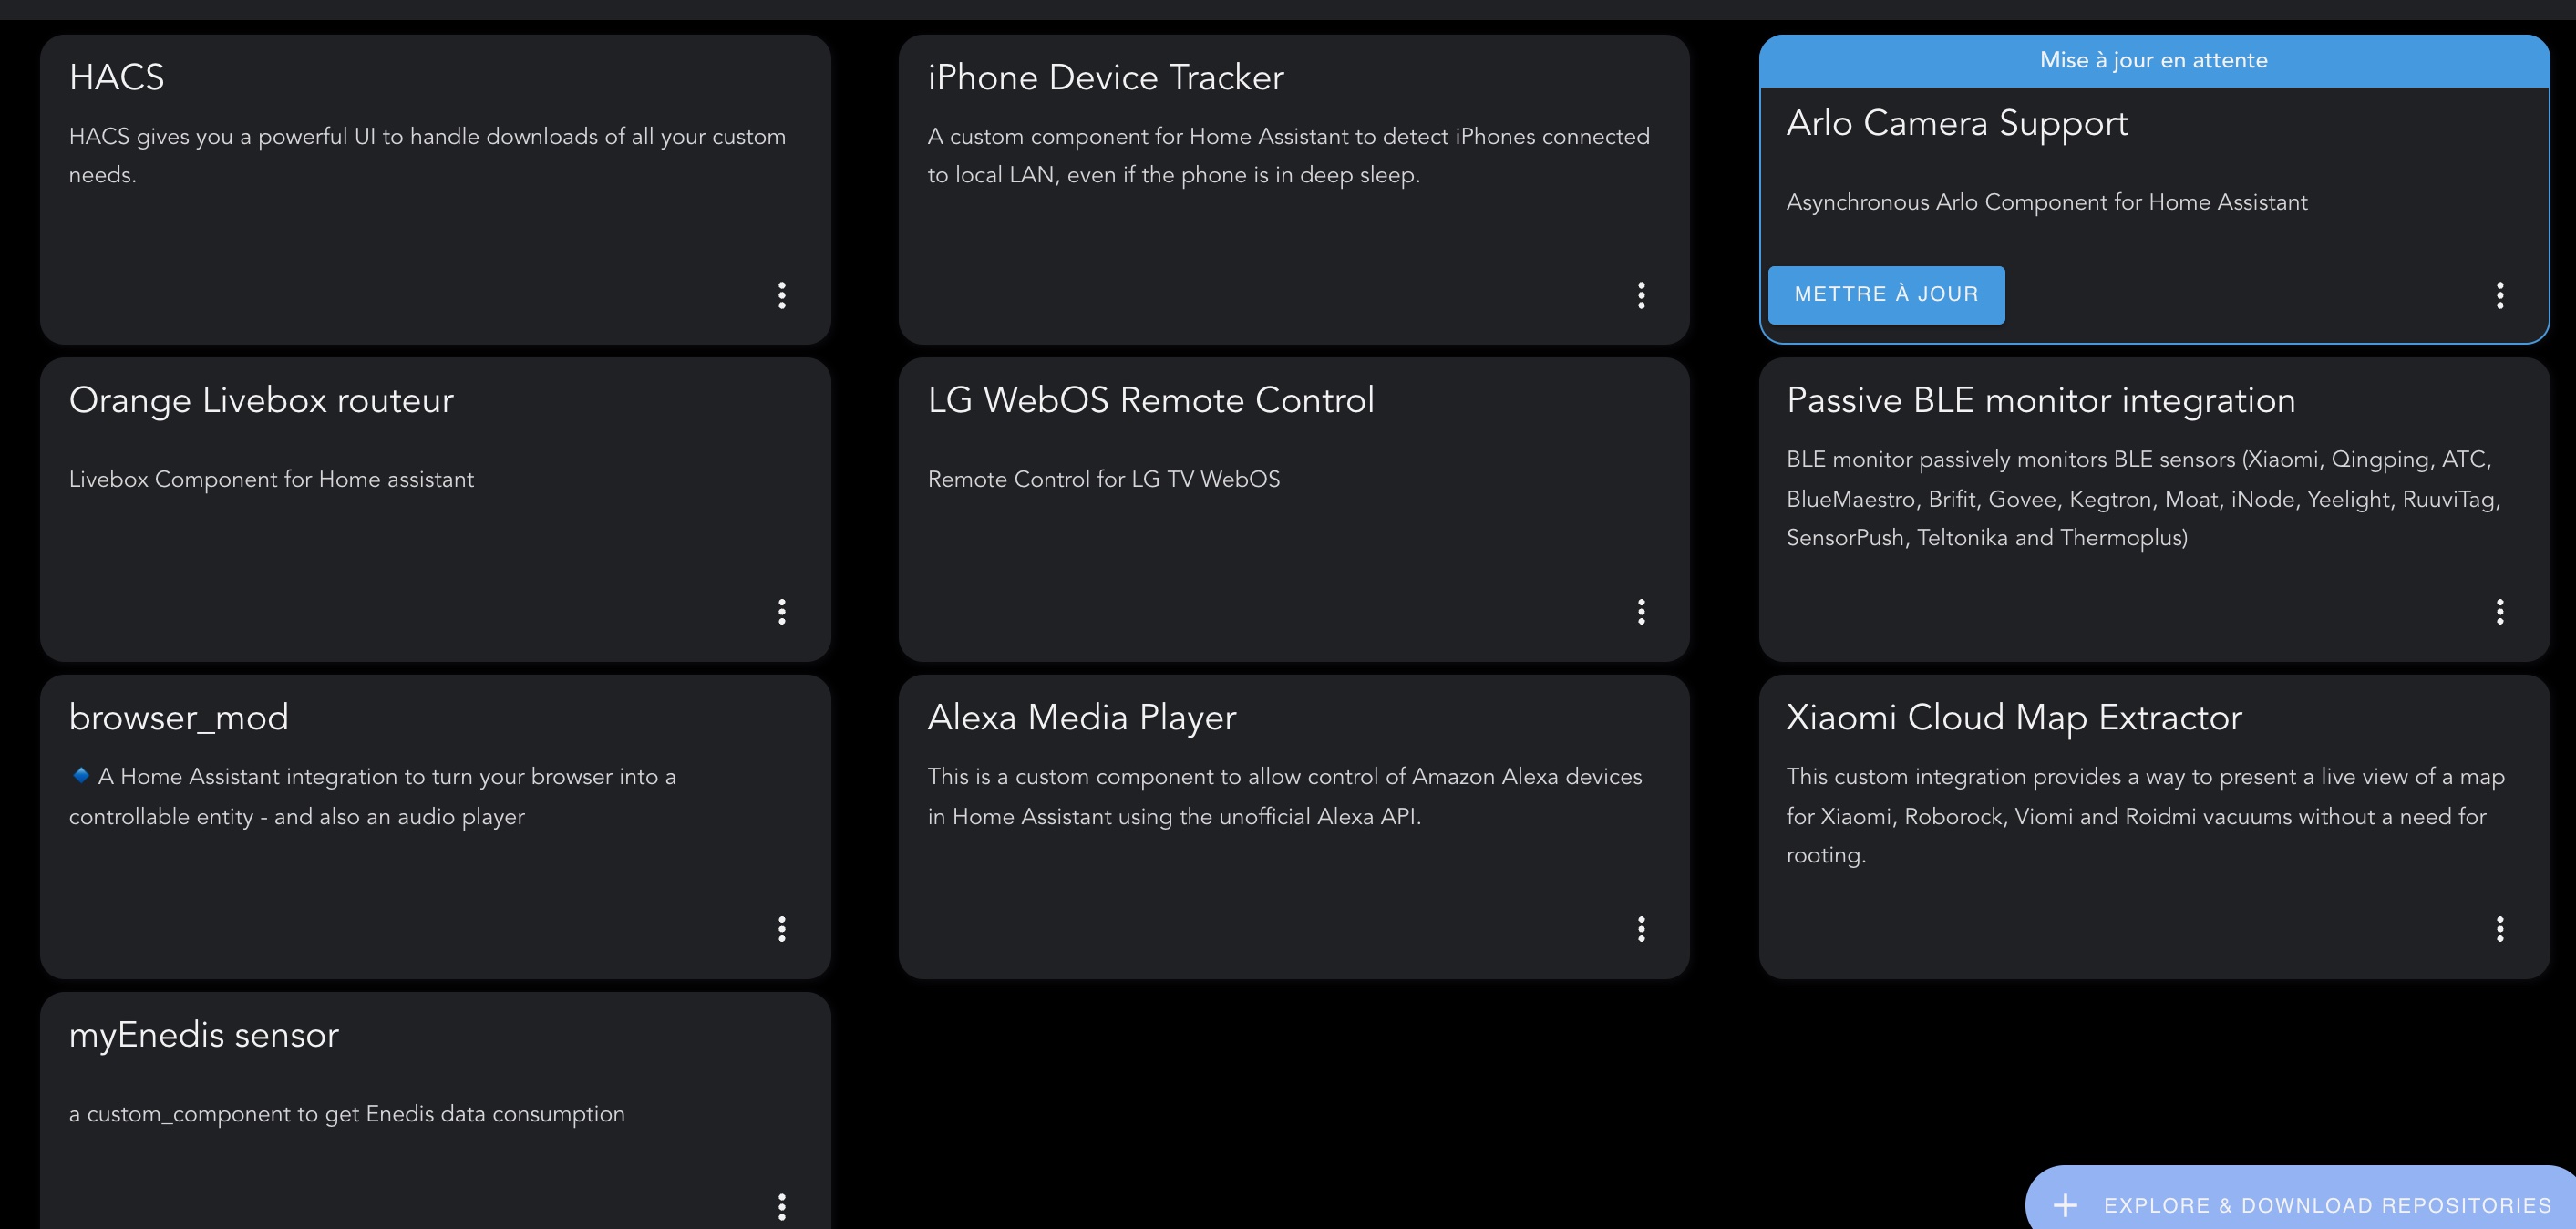 HACS
HACS gives you a powerful UI to handle downloads of all your custom
needs.
iPhone Device Tracker
A custom component for Home Assistant to detect iPhones connected
to local LAN, even if the phone is in deep sleep.
Mise à jour en attente
Arlo Camera Support
Asynchronous Arlo Component for Home Assistant
METTRE À JOUR
Orange Livebox routeur
Livebox Component for Home assistant
LG WebOS Remote Control
Remote Control for LG TV WebOS
Passive BLE monitor integration
BLE monitor passively monitors BLE sensors (Xiaomi, Qingping, ATC,
BlueMaestro, Brifit, Govee, Kegtron, Moat, iNode, Yeelight, RuuviTag,
SensorPush, Teltonika and Thermoplus)
browser_mod
🔹 A Home Assistant integration to turn your browser into a
controllable entity - and also an audio player
Alexa Media Player
This is a custom component to allow control of Amazon Alexa devices
in Home Assistant using the unofficial Alexa API.
Xiaomi Cloud Map Extractor
This custom integration provides a way to present a live view of a map
for Xiaomi, Roborock, Viomi and Roidmi vacuums without a need for
rooting.
myEnedis sensor
a custom_component to get Enedis data consumption
EXPLORE & DOWNLOAD REPOSITORIES